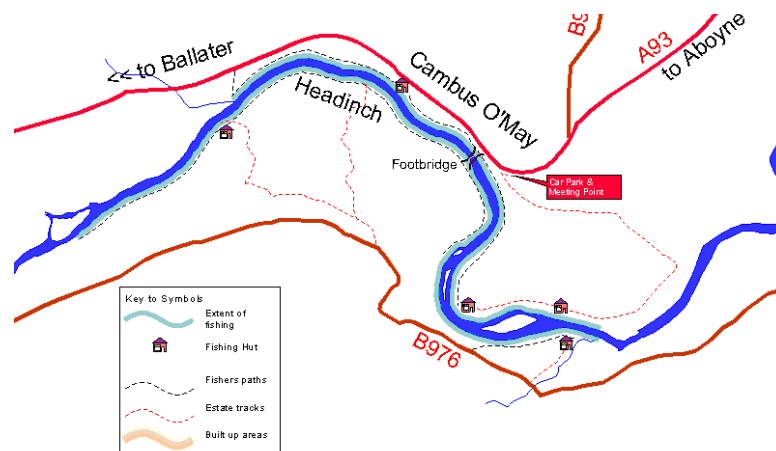 << to Ballater
Headinch
Cambus O'May
A93
to Aboyne
Footbridge
Car Park &
Meeting Point
B976
Key to Symbols
Extent of
fishing
Fishing Hut
Fishers paths
Estate tracks
Built up areas